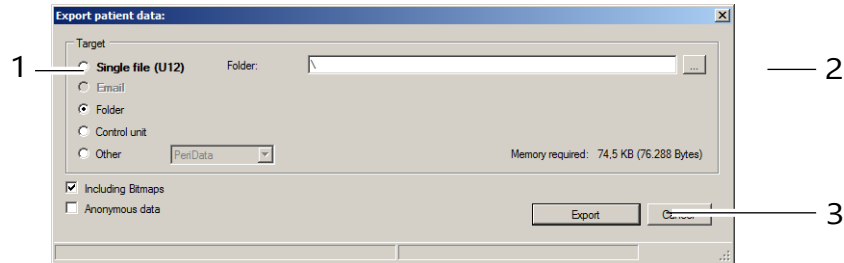 Export patient data:
Target
1 Single file (U12) Folder: \ ... 2
Email
Folder
Control unit
Other PeriData Memory required: 74,5 KB (76.288 Bytes)
Including Bitmaps
Anonymous data Export Cancel 3